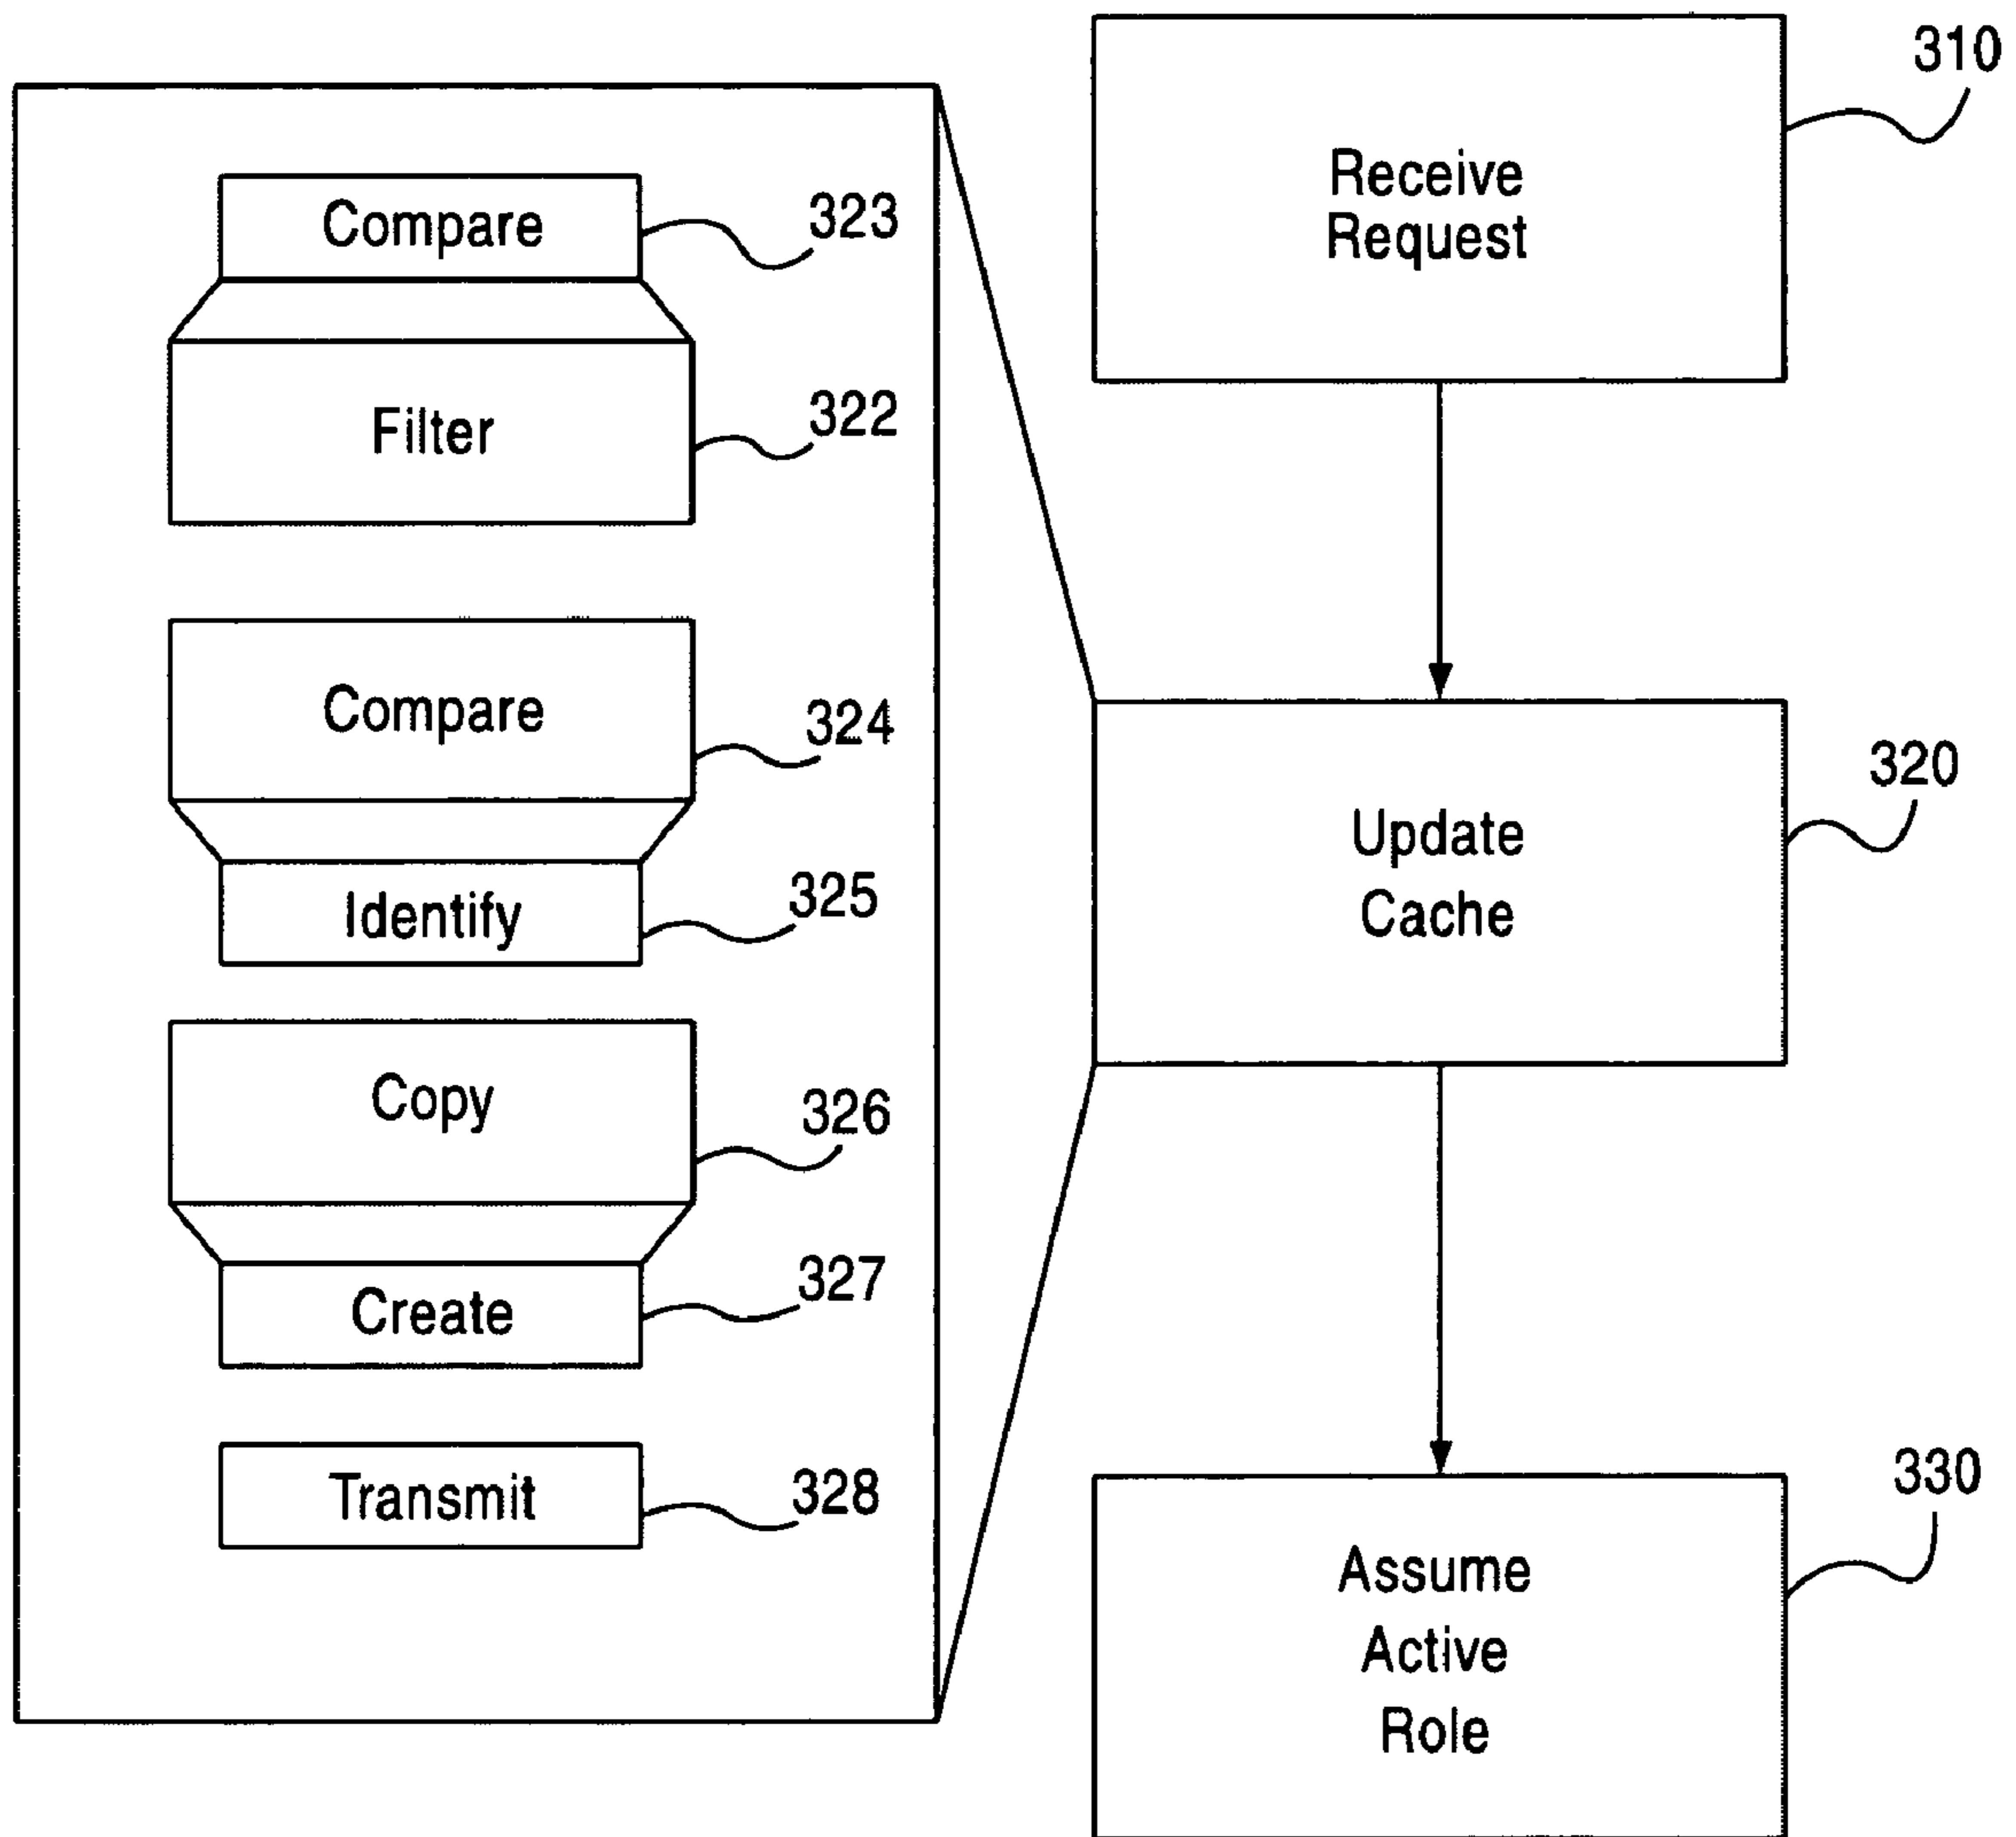 Compare
323
Filter
322
Compare
324
Identify
325
Copy
326
Create
327
Transmit
328
Receive
Request
310
Update
Cache
320
Assume
Active
Role
330